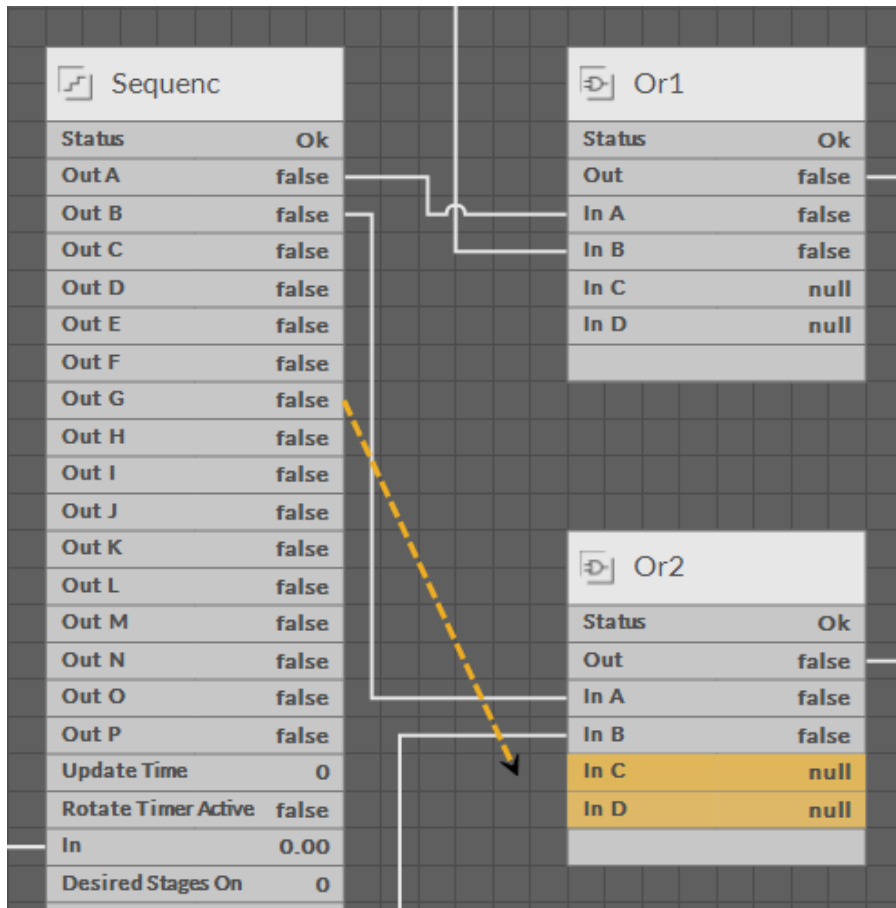 Sequenc
Status Ok
Out A false
Out B false
Out C false
Out D false
Out E false
Out F false
Out G false
Out H false
Out I false
Out J false
Out K false
Out L false
Out M false
Out N false
Out O false
Out P false
Update Time 0
Rotate Timer Active false
In 0.00
Desired Stages On 0
Or1
Status Ok
Out false
In A false
In B false
In C null
In D null
Or2
Status Ok
Out false
In A false
In B false
In C null
In D null